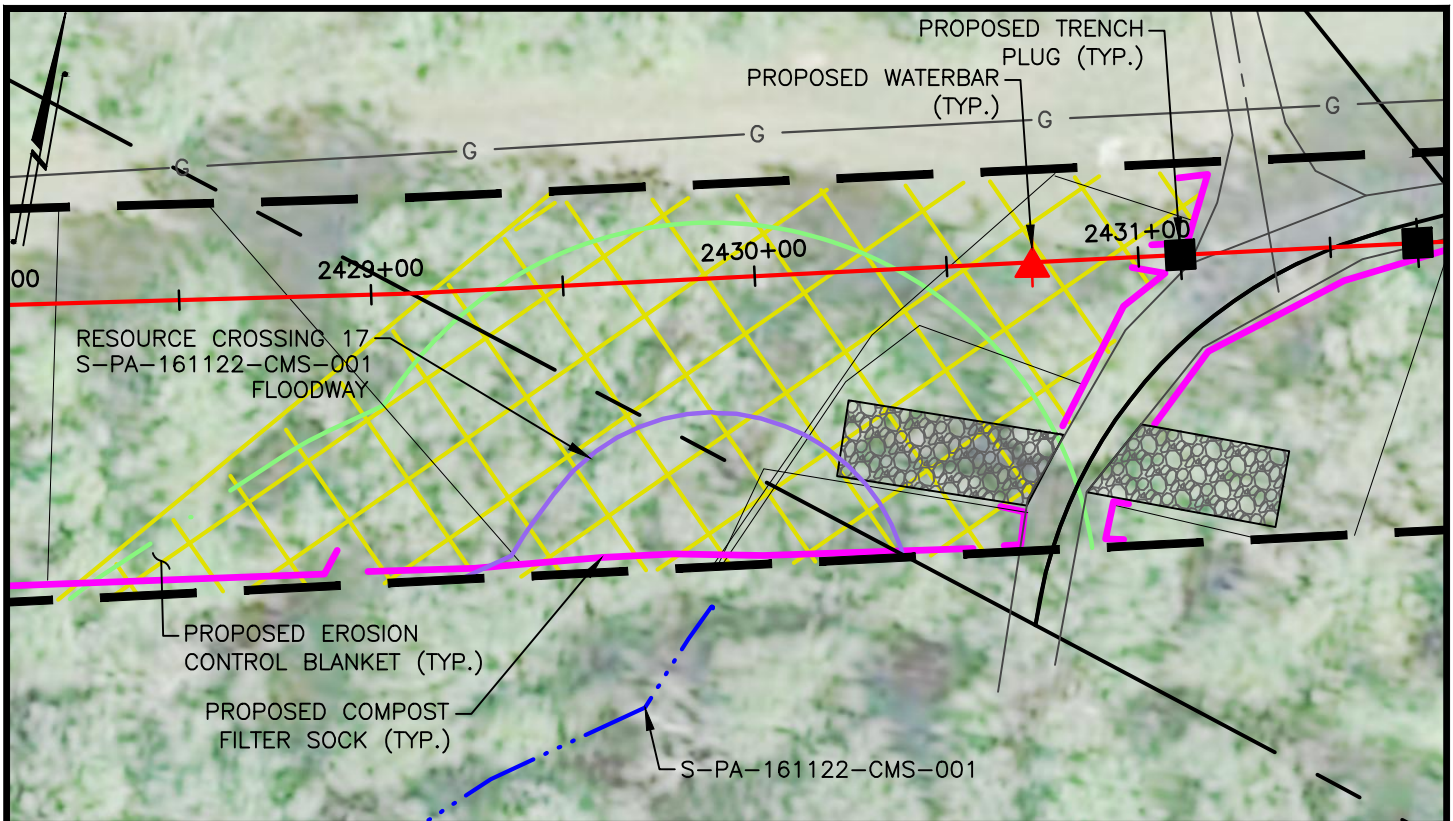 PROPOSED TRENCH
PLUG (TYP.)
PROPOSED WATERBAR
(TYP.)
G
G
G
G
G
N
2431+00
2430+00
2429+00
00
RESOURCE CROSSING 17
S-PA-161122-CMS-001
FLOODWAY
PROPOSED EROSION
CONTROL BLANKET (TYP.)
PROPOSED COMPOST
FILTER SOCK (TYP.)
S-PA-161122-CMS-001